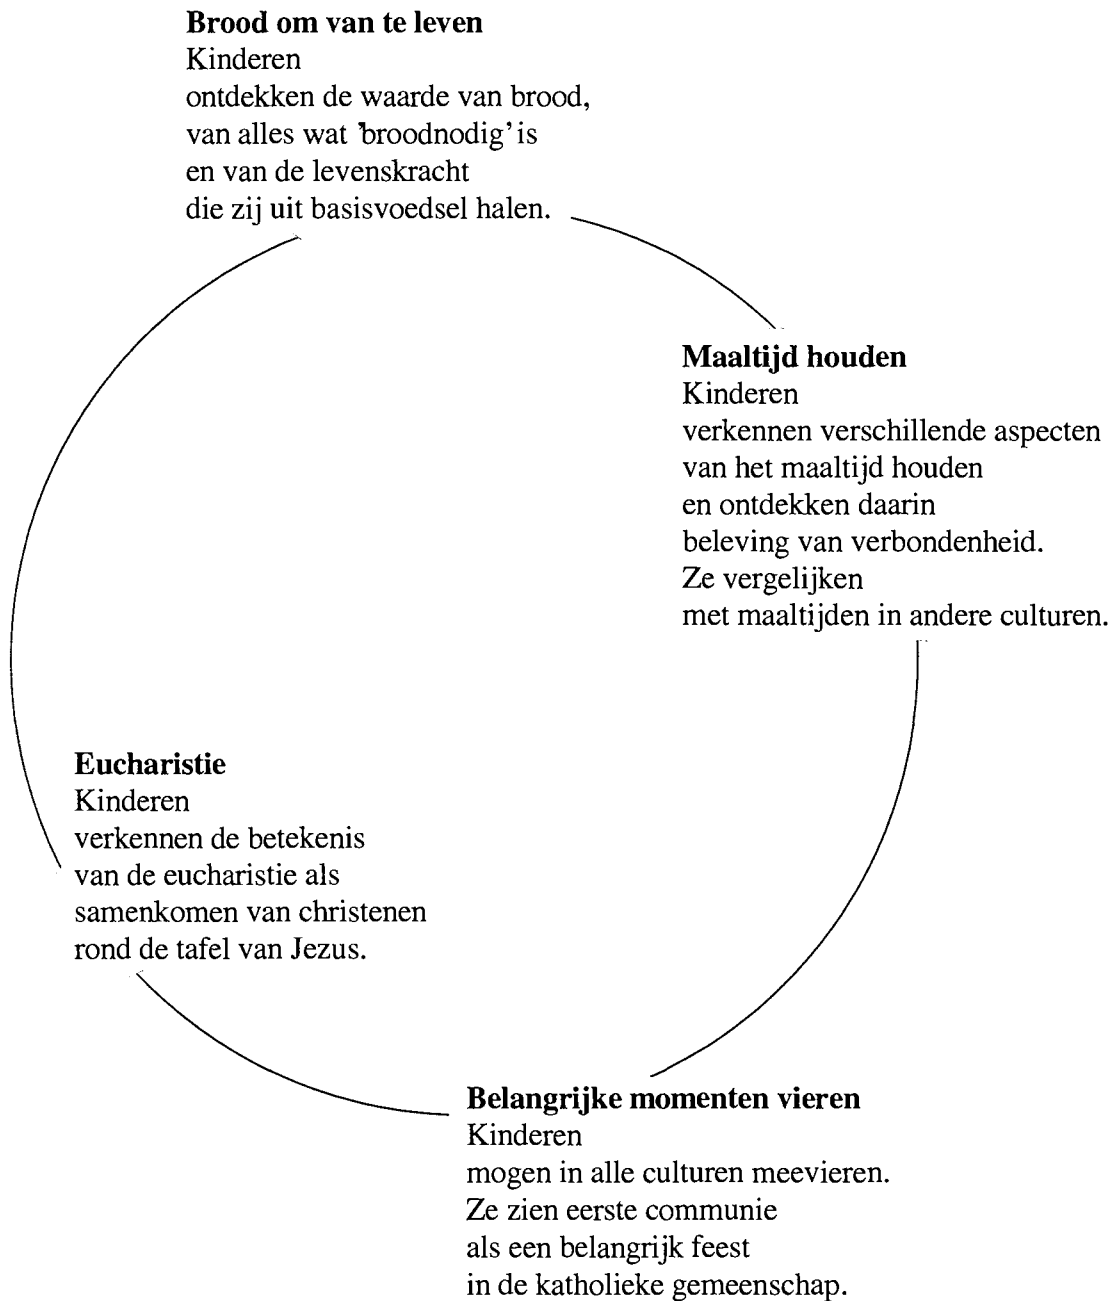 Brood om van te leven
Kinderen
ontdekken de waarde van brood,
van alles wat 'broodnodig' is
en van de levenskracht
die zij uit basisvoedsel halen.
Maaltijd houden
Kinderen
verkennen verschillende aspecten
van het maaltijd houden
en ontdekken daarin
beleving van verbondenheid.
Ze vergelijken
met maaltijden in andere culturen.
Eucharistie
Kinderen
verkennen de betekenis
van de eucharistie als
samenkomen van christenen
rond de tafel van Jezus.
Belangrijke momenten vieren
Kinderen
mogen in alle culturen meevieren.
Ze zien eerste communie
als een belangrijk feest
in de katholieke gemeenschap.